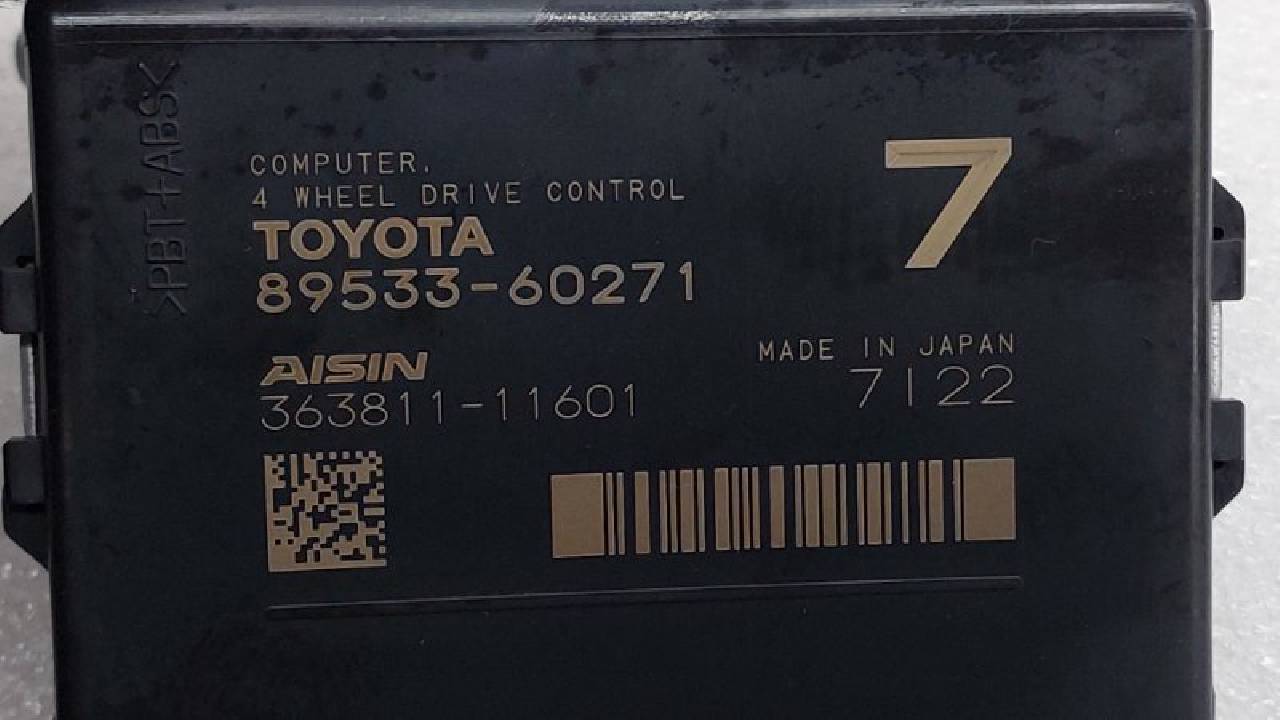 >PBT+ABS<
COMPUTER,
4 WHEEL DRIVE CONTROL
TOYOTA
89533-60271
7
AISIN
363811-11601
MADE IN JAPAN
7122